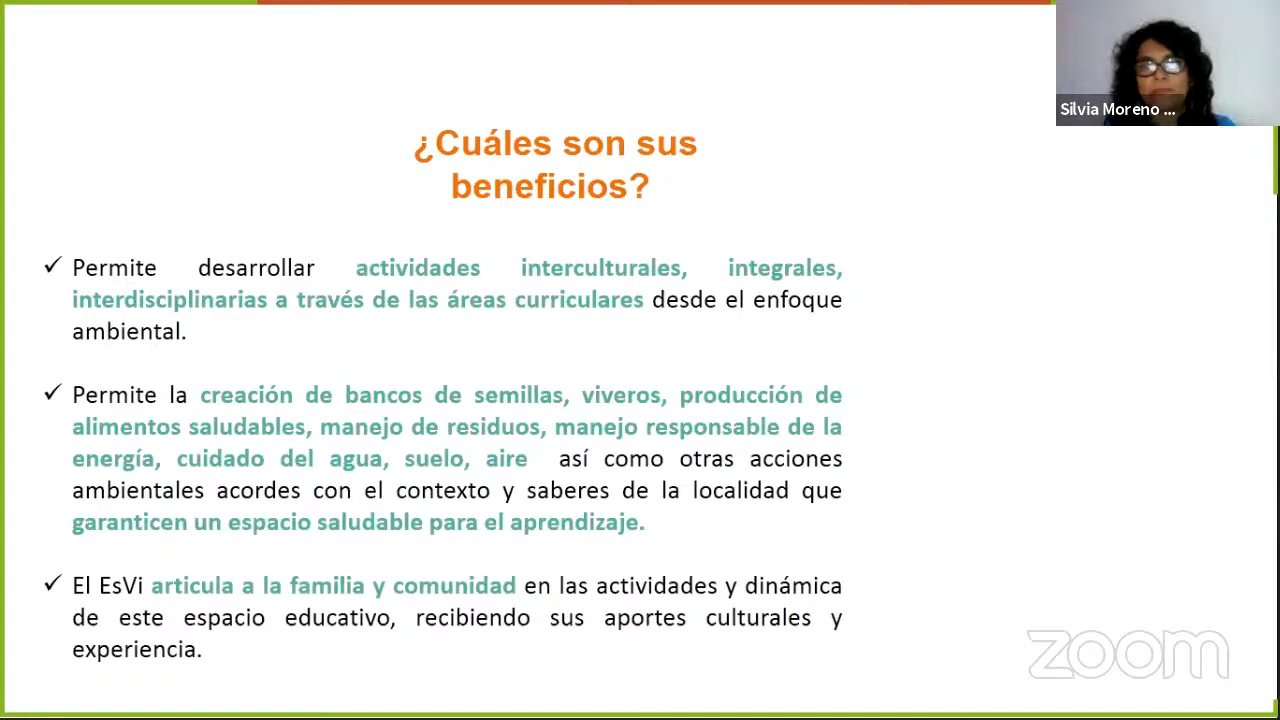 Silvia Moreno ...
¿Cuáles son sus
beneficios?
✓ Permite desarrollar actividades interculturales, integrales,
interdisciplinarias a través de las áreas curriculares desde el enfoque
ambiental.
✓ Permite la creación de bancos de semillas, viveros, producción de
alimentos saludables, manejo de residuos, manejo responsable de la
energía, cuidado del agua, suelo, aire así como otras acciones
ambientales acordes con el contexto y saberes de la localidad que
garanticen un espacio saludable para el aprendizaje.
✓ El EsVi articula a la familia y comunidad en las actividades y dinámica
de este espacio educativo, recibiendo sus aportes culturales y
experiencia.
zoom